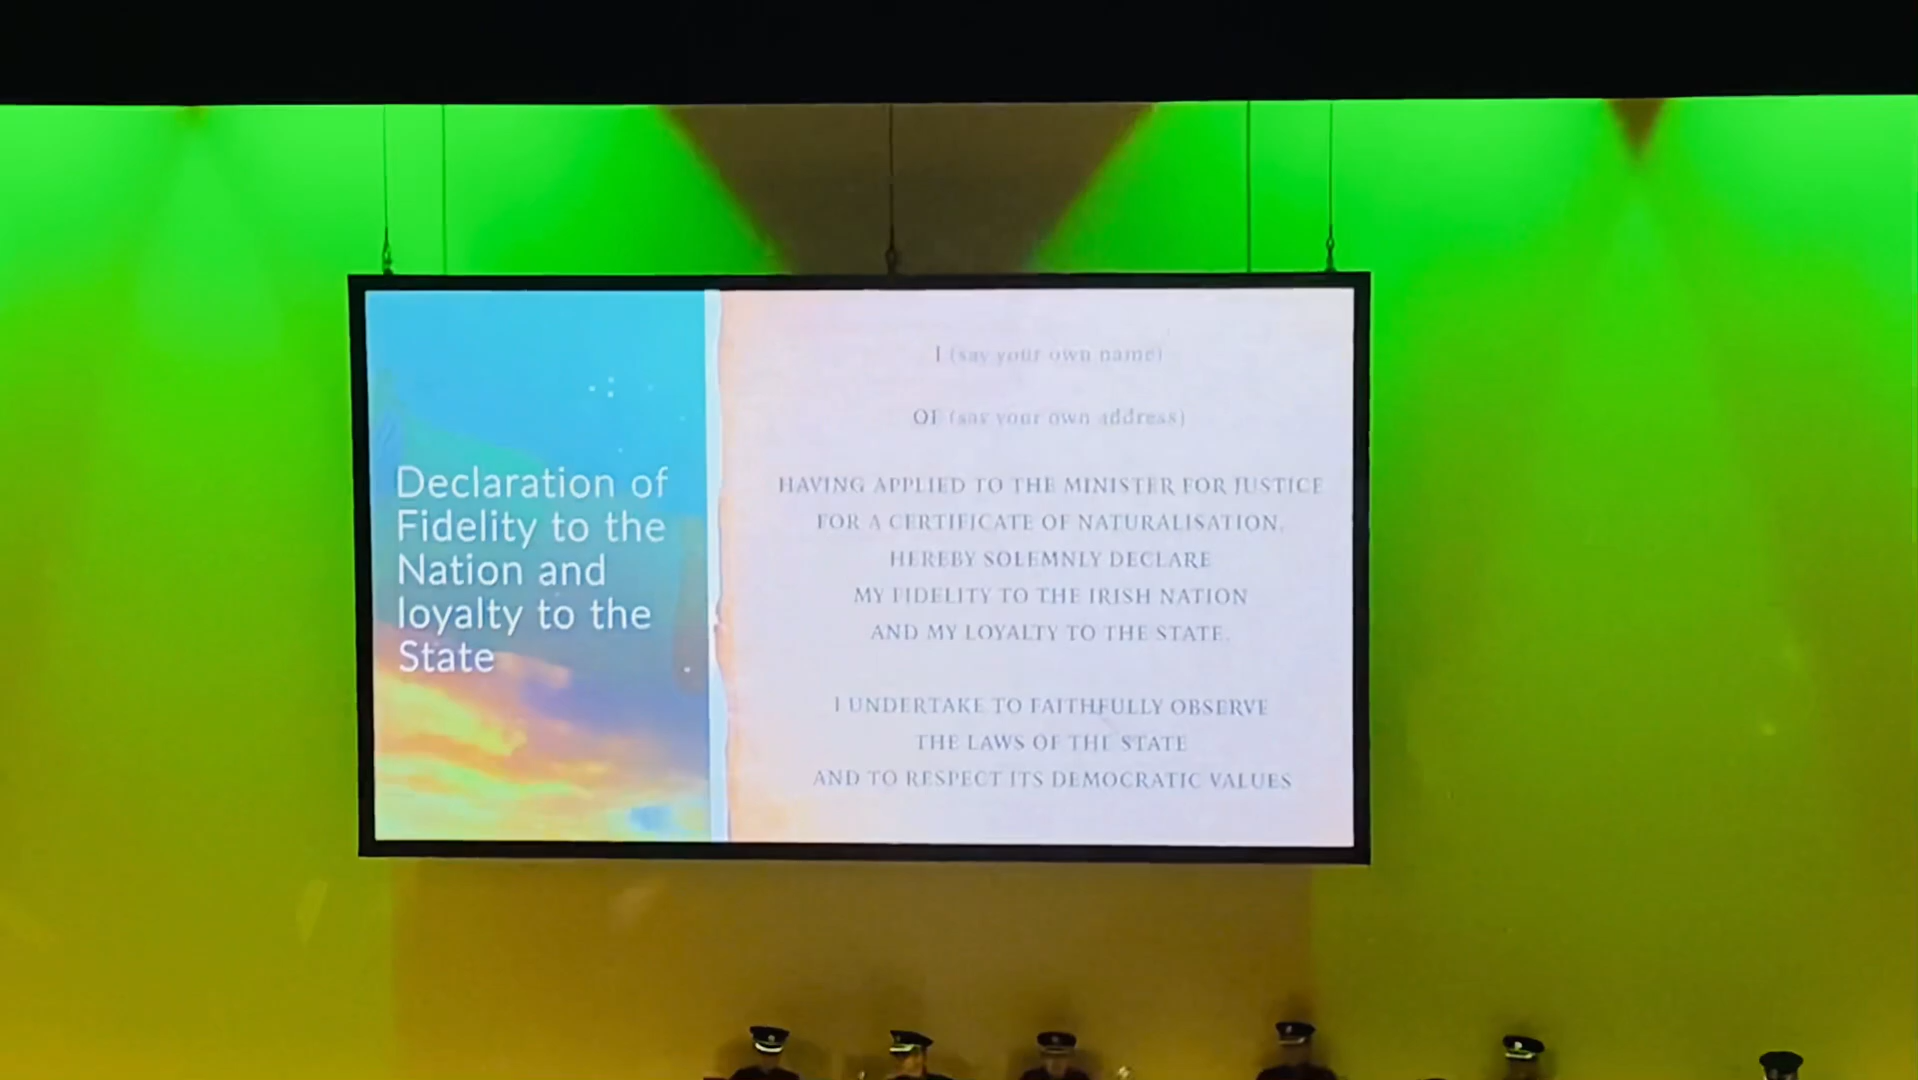 Declaration of
Fidelity to the
Nation and
loyalty to the
State
I (say your own name)
OF (say your own address)
HAVING APPLIED TO THE MINISTER FOR JUSTICE
FOR A CERTIFICATE OF NATURALISATION,
HEREBY SOLEMNLY DECLARE
MY FIDELITY TO THE IRISH NATION
AND MY LOYALTY TO THE STATE.
I UNDERTAKE TO FAITHFULLY OBSERVE
THE LAWS OF THE STATE
AND TO RESPECT ITS DEMOCRATIC VALUES